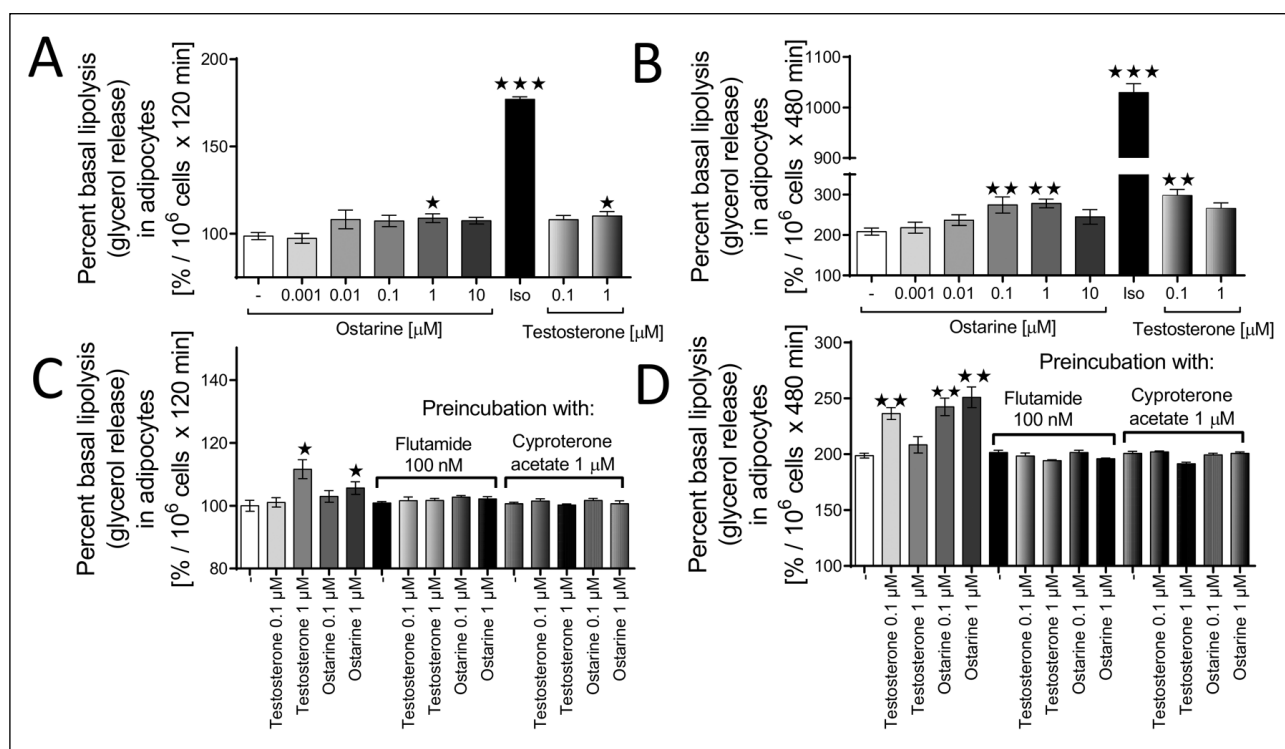 A
Percent basal lipolysis
(glycerol release)
in adipocytes
[% / 10⁶ cells x 120 min]
200
150
100
★★★
★
★
- 0.001 0.01 0.1 1 10 Iso 0.1 1
Ostarine [μM] Testosterone [μM]
B
Percent basal lipolysis
(glycerol release)
in adipocytes
[% / 10⁶ cells x 480 min]
1100
1000
900
300
200
100
★★★
★★ ★★ ★★
- 0.001 0.01 0.1 1 10 Iso 0.1 1
Ostarine [μM] Testosterone [μM]
C
Percent basal lipolysis
(glycerol release)
in adipocytes
[% / 10⁶ cells x 120 min]
140
120
100
80
Preincubation with:
Flutamide
100 nM
Cyproterone
acetate 1 μM
★
★
-
Testosterone 0.1 μM
Testosterone 1 μM
Ostarine 0.1 μM
Ostarine 1 μM
-
Testosterone 0.1 μM
Testosterone 1 μM
Ostarine 0.1 μM
Ostarine 1 μM
-
Testosterone 0.1 μM
Testosterone 1 μM
Ostarine 0.1 μM
Ostarine 1 μM
D
Percent basal lipolysis
(glycerol release)
in adipocytes
[% / 10⁶ cells x 480 min]
300
250
200
150
100
Preincubation with:
Flutamide
100 nM
Cyproterone
acetate 1 μM
★★
★★
★★
-
Testosterone 0.1 μM
Testosterone 1 μM
Ostarine 0.1 μM
Ostarine 1 μM
-
Testosterone 0.1 μM
Testosterone 1 μM
Ostarine 0.1 μM
Ostarine 1 μM
-
Testosterone 0.1 μM
Testosterone 1 μM
Ostarine 0.1 μM
Ostarine 1 μM